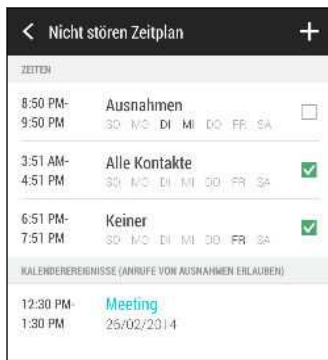 Nicht stören Zeitplan
ZEITEN
8:50 PM- Ausnahmen
9:50 PM SO MO DI MI DO FR SA
3:51 AM- Alle Kontakte
4:51 PM SO MO DI MI DO FR SA
6:51 PM- Keiner
7:51 PM SO MO DI MI DO FR SA
KALENDEREREIGNISSE (ANRUFE VON AUSNAHMEN ERLAUBEN)
12:30 PM- Meeting
1:30 PM 26/02/2014